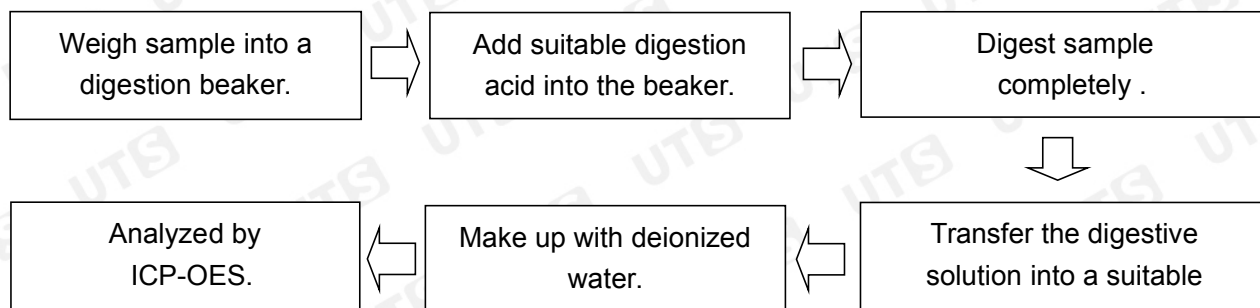 Weigh sample into a
digestion beaker.
Add suitable digestion
acid into the beaker.
Digest sample
completely .
Transfer the digestive
solution into a suitable
Make up with deionized
water.
Analyzed by
ICP-OES.